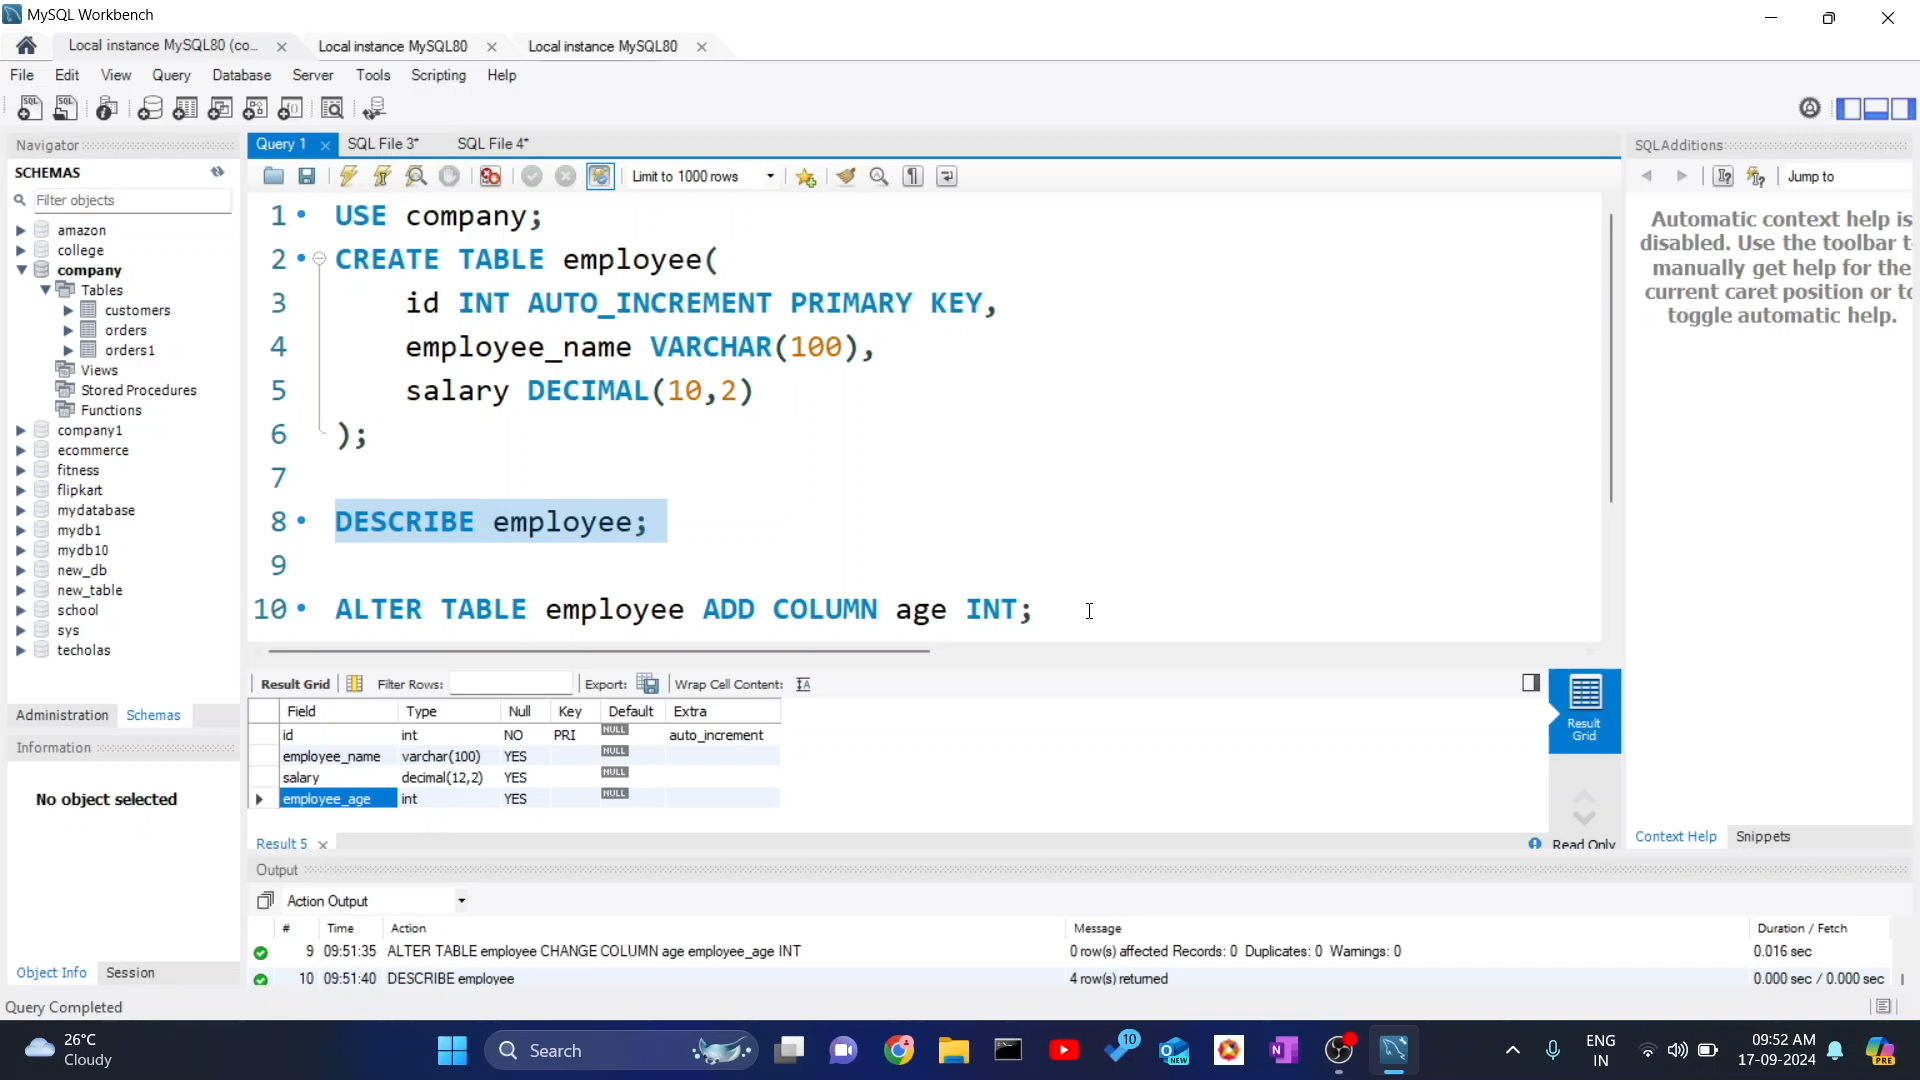 MySQL Workbench
Local instance MySQL80 (co... × Local instance MySQL80 × Local instance MySQL80 ×
File Edit View Query Database Server Tools Scripting Help
Navigator
SCHEMAS
Filter objects
amazon
college
company
Tables
customers
orders
orders1
Views
Stored Procedures
Functions
company1
ecommerce
fitness
flipkart
mydatabase
mydb1
mydb10
new_db
new_table
school
sys
techolas
Administration Schemas
Information
No object selected
Object Info Session
Query 1 × SQL File 3* SQL File 4*
Limit to 1000 rows
1 USE company;
2 CREATE TABLE employee(
3 id INT AUTO_INCREMENT PRIMARY KEY,
4 employee_name VARCHAR(100),
5 salary DECIMAL(10,2)
6 );
7
8 DESCRIBE employee;
9
10 ALTER TABLE employee ADD COLUMN age INT;
Result Grid Filter Rows: Export: Wrap Cell Content: IA
Field Type Null Key Default Extra
id int NO PRI NULL auto_increment
employee_name varchar(100) YES NULL
salary decimal(12,2) YES NULL
employee_age int YES NULL
Result Grid
Result 5 × Read Only
SQLAdditions
Jump to
Automatic context help is
disabled. Use the toolbar t
manually get help for the
current caret position or to
toggle automatic help.
Context Help Snippets
Output
Action Output
# Time Action Message Duration / Fetch
9 09:51:35 ALTER TABLE employee CHANGE COLUMN age employee_age INT 0 row(s) affected Records: 0 Duplicates: 0 Warnings: 0 0.016 sec
10 09:51:40 DESCRIBE employee 4 row(s) returned 0.000 sec / 0.000 sec
Query Completed
26°C
Cloudy
Search
10
NEW
ENG
IN
09:52 AM
17-09-2024
PRE